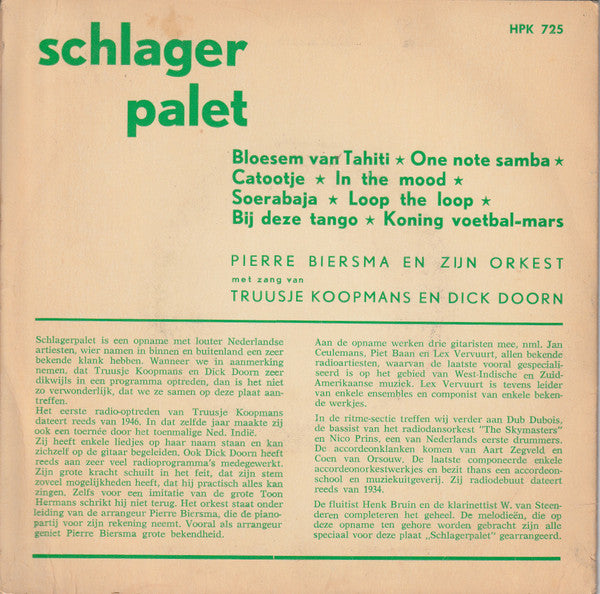 HPK 725
schlager
palet
Bloesem van Tahiti ★ One note samba ★
Catootje ★ In the mood ★
Soerabaja ★ Loop the loop ★
Bij deze tango ★ Koning voetbal-mars
PIERRE BIERSMA EN ZIJN ORKEST
met zang van
TRUUSJE KOOPMANS EN DICK DOORN
Schlagerpalet is een opname met louter Nederlandse
artiesten, wier namen in binnen en buitenland een zeer
bekende klank hebben. Wanneer we in aanmerking
nemen, dat Truusje Koopmans en Dick Doorn zeer
dikwijls in een programma optreden, dan is het niet
zo verwonderlijk, dat we ze samen op deze plaat aan-
treffen.
Het eerste radio-optreden van Truusje Koopmans
dateert reeds van 1946. In dat zelfde jaar maakte zij
ook een toernée door het toenmalige Ned. Indië.
Zij heeft enkele liedjes op haar naam staan en kan
zichzelf op de gitaar begeleiden. Ook Dick Doorn heeft
reeds aan zeer veel radioprogramma's medegewerkt.
Zijn grote kracht schuilt in het feit, dat zijn stem
zoveel mogelijkheden heeft, dat hij practisch alles kan
zingen. Zelfs voor een imitatie van de grote Toon
Hermans schrikt hij niet terug. Het orkest staat onder
leiding van de arrangeur Pierre Biersma, die de piano-
partij voor zijn rekening neemt. Vooral als arrangeur
geniet Pierre Biersma grote bekendheid.
Aan de opname werken drie gitaristen mee, nml. Jan
Ceulemans, Piet Baan en Lex Vervuurt, allen bekende
radioartiesten, waarvan de laatste vooral gespeciali-
seerd is op het gebied van West-Indische en Zuid-
Amerikaanse muziek. Lex Vervuurt is tevens leider
van enkele ensembles en componist van enkele beken-
de werkjes.
In de ritme-sectie treffen wij verder aan Dub Dubois,
de bassist van het radiodansorkest "The Skymasters"
en Nico Prins, een van Nederlands eerste drummers.
De accordeonklanken komen van Aart Zegveld en
Coen van Orsouw. De laatste componeerde enkele
accordeonorkestwerkjes en bezit thans een accordeon-
school en muziekuitgeverij. Zij radiodebuut dateert
reeds van 1934.
De fluitist Henk Bruin en de klarinettist W. van Steen-
deren completeren het geheel. De melodieën, die op
deze opname ten gehore worden gebracht zijn alle
speciaal voor deze plaat „Schlagerpalet" gearrangeerd.